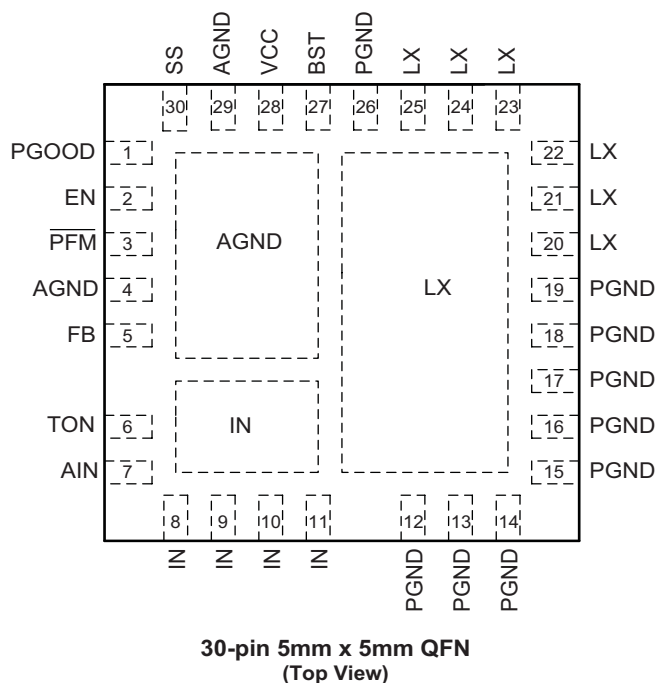 SS AGND VCC BST PGND LX LX LX
30 29 28 27 26 25 24 23
PGOOD 1 22 LX
EN 2 21 LX
P̅F̅M̅ 3 AGND 20 LX
AGND 4 LX 19 PGND
FB 5 18 PGND
17 PGND
TON 6 IN 16 PGND
AIN 7 15 PGND
8 9 10 11 12 13 14
IN IN IN IN PGND PGND PGND
30-pin 5mm x 5mm QFN
(Top View)